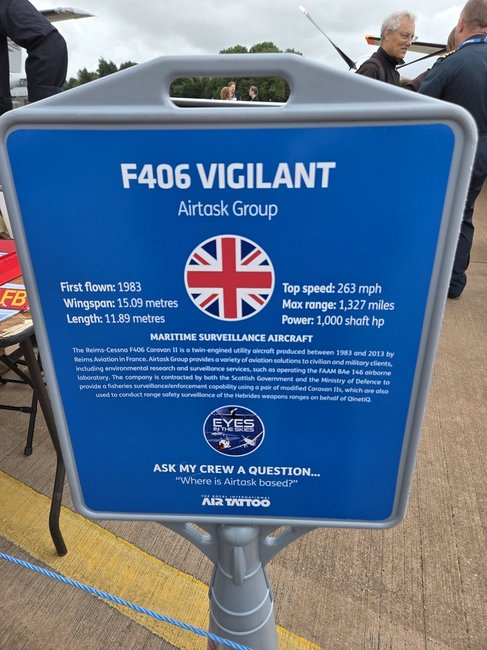 F406 VIGILANT
Airtask Group
First flown: 1983
Wingspan: 15.09 metres
Length: 11.89 metres
Top speed: 263 mph
Max range: 1,327 miles
Power: 1,000 shaft hp
MARITIME SURVEILLANCE AIRCRAFT
The Reims-Cessna F406 Caravan II is a twin-engined utility aircraft produced between 1983 and 2013 by
Reims Aviation in France. Airtask Group provides a variety of aviation solutions to civilian and military clients,
including environmental research and surveillance services, such as operating the FAAM BAe 146 airborne
laboratory. The company is contracted by both the Scottish Government and the Ministry of Defence to
provide a fisheries surveillance/enforcement capability using a pair of modified Caravan IIs, which are also
used to conduct range safety surveillance of the Hebrides weapons ranges on behalf of QinetiQ.
EYES
IN THE SKIES
ASK MY CREW A QUESTION...
"Where is Airtask based?"
THE ROYAL INTERNATIONAL
AIR TATTOO
FB